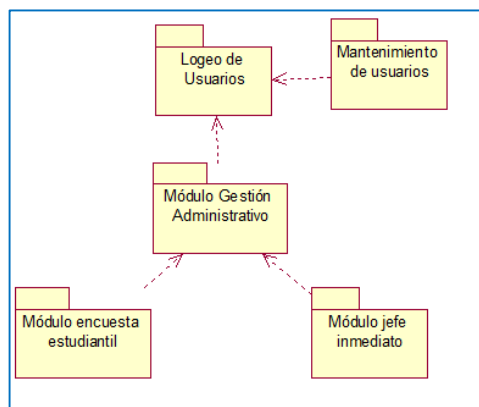 Logeo de
Usuarios
Mantenimiento
de usuarios
Módulo Gestión
Administrativo
Módulo encuesta
estudiantil
Módulo jefe
inmediato